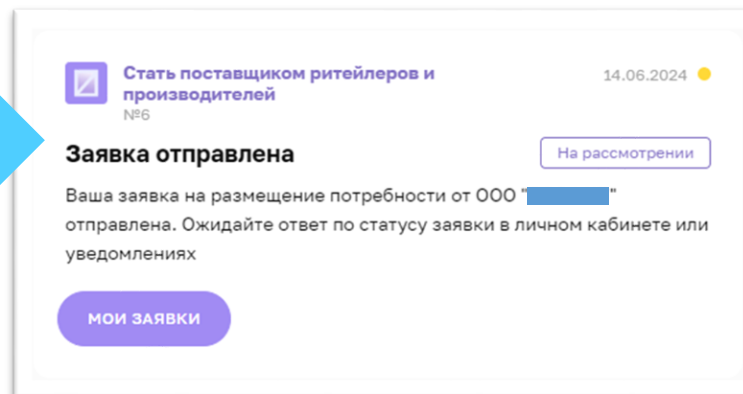 Стать поставщиком ритейлеров и
производителей
14.06.2024
№6
Заявка отправлена
На рассмотрении
Ваша заявка на размещение потребности от ООО " "
отправлена. Ожидайте ответ по статусу заявки в личном кабинете или
уведомлениях
МОИ ЗАЯВКИ